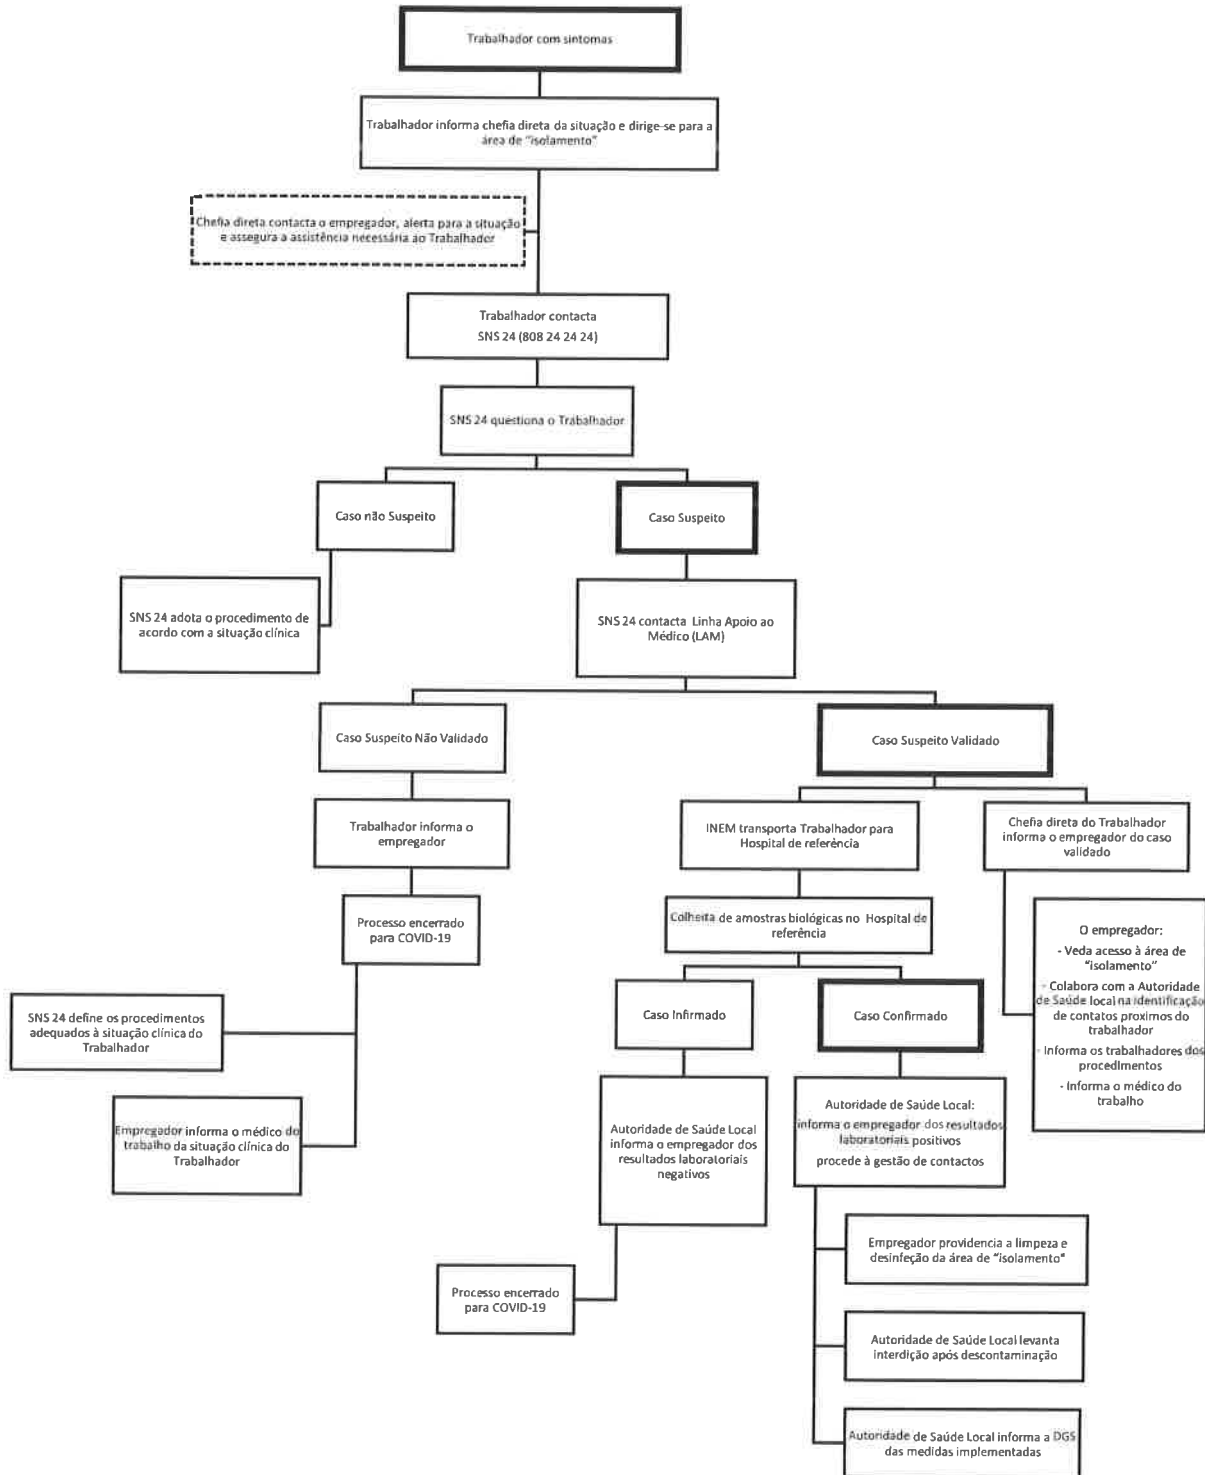 Trabalhador com sintomas
Trabalhador informa chefia direta da situação e dirige-se para a
área de “isolamento”
Chefia direta contacta o empregador, alerta para a situação
e assegura a assistência necessária ao Trabalhador
Trabalhador contacta
SNS 24 (808 24 24 24)
SNS 24 questiona o Trabalhador
Caso não Suspeito
Caso Suspeito
SNS 24 adota o procedimento de
acordo com a situação clínica
SNS 24 contacta Linha Apoio ao
Médico (LAM)
Caso Suspeito Não Validado
Caso Suspeito Validado
Trabalhador informa o
empregador
INEM transporta Trabalhador para
Hospital de referência
Chefia direta do Trabalhador
informa o empregador do caso
validado
Processo encerrado
para COVID-19
Colheita de amostras biológicas no Hospital de
referência
O empregador:
- Veda acesso à área de
“isolamento”
- Colabora com a Autoridade
de Saúde local na identificação
de contatos proximos do
trabalhador
- Informa os trabalhadores dos
procedimentos
- Informa o médico do
trabalho
SNS 24 define os procedimentos
adequados à situação clínica do
Trabalhador
Caso Infirmado
Caso Confirmado
Empregador informa o médico do
trabalho da situação clínica do
Trabalhador
Autoridade de Saúde Local
informa o empregador dos
resultados laboratoriais
negativos
Autoridade de Saúde Local:
informa o empregador dos resultados
laboratoriais positivos
procede à gestão de contactos
Processo encerrado
para COVID-19
Empregador providencia a limpeza e
desinfeção da área de “isolamento”
Autoridade de Saúde Local levanta
interdição após descontaminação
Autoridade de Saúde Local informa a DGS
das medidas implementadas